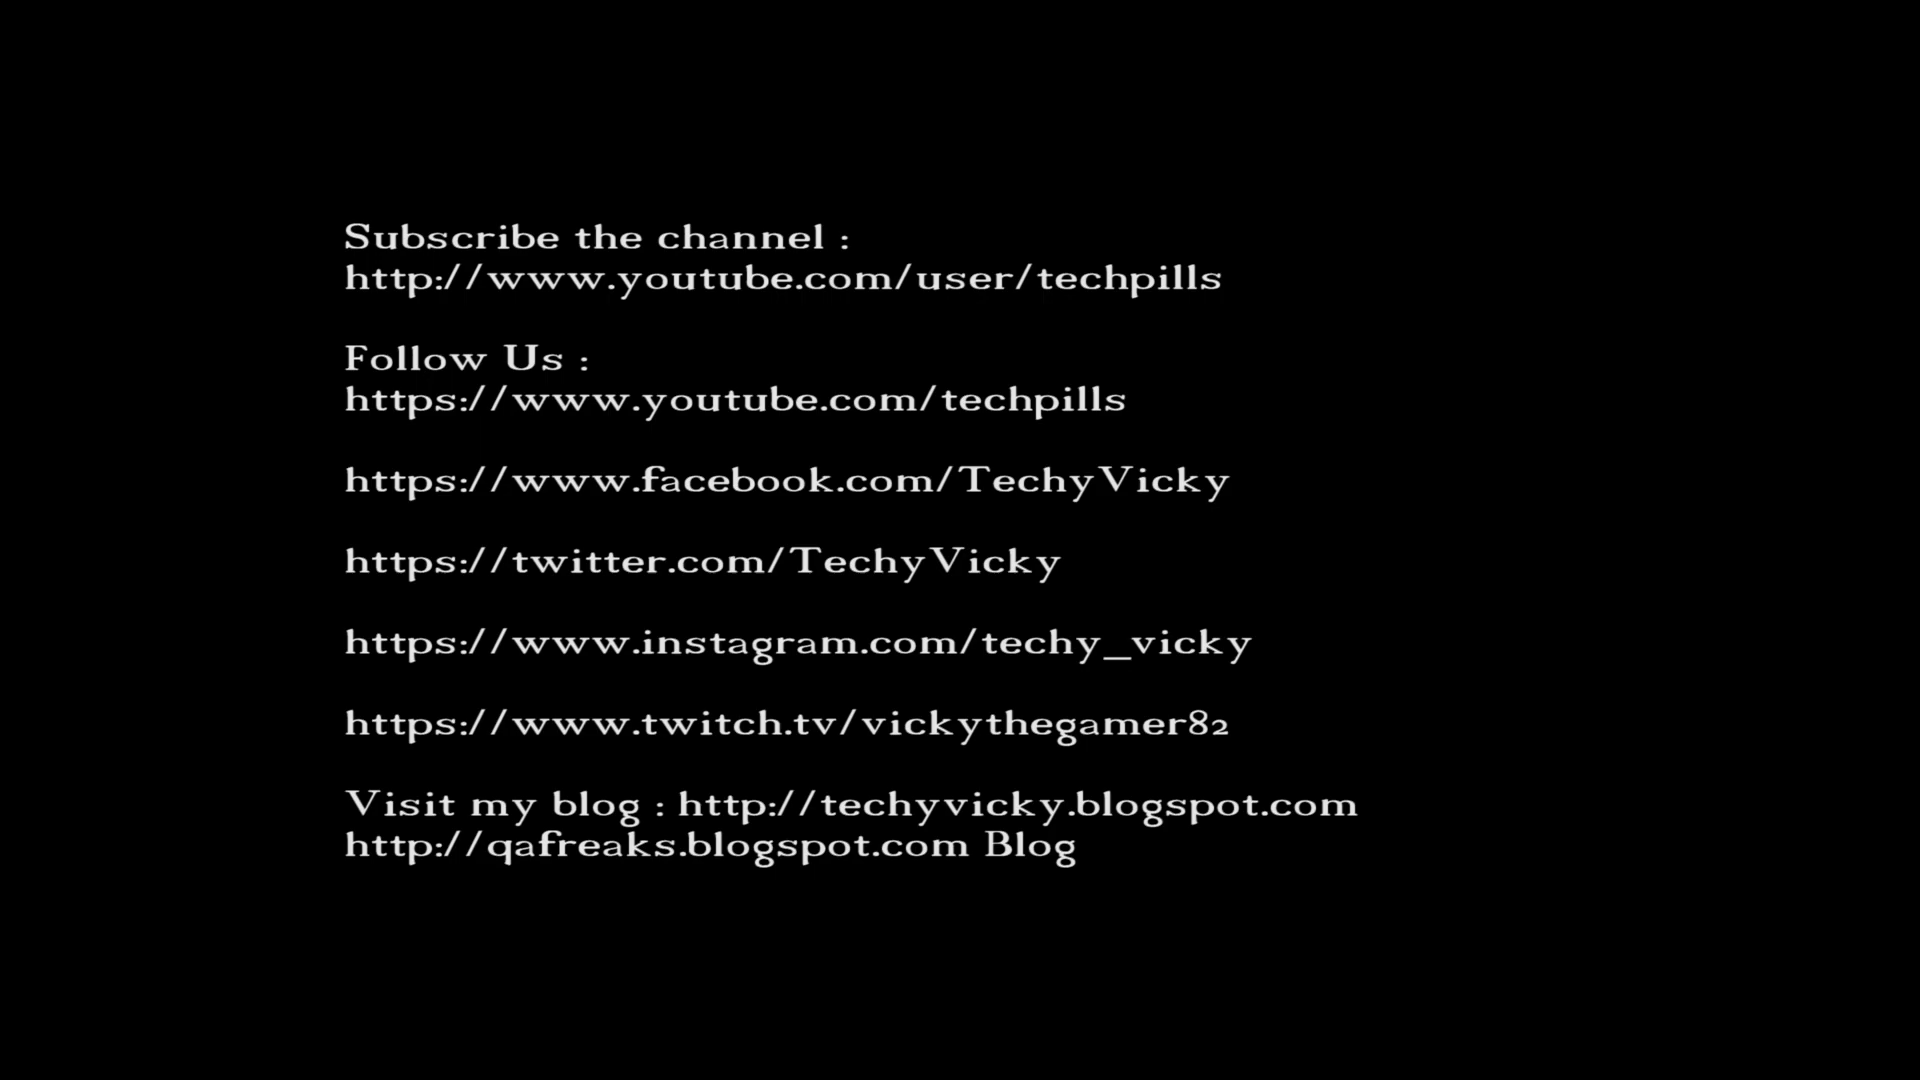 Subscribe the channel :
http://www.youtube.com/user/techpills
Follow Us :
https://www.youtube.com/techpills
https://www.facebook.com/TechyVicky
https://twitter.com/TechyVicky
https://www.instagram.com/techy_vicky
https://www.twitch.tv/vickythegamer82
Visit my blog : http://techyvicky.blogspot.com
http://qafreaks.blogspot.com Blog